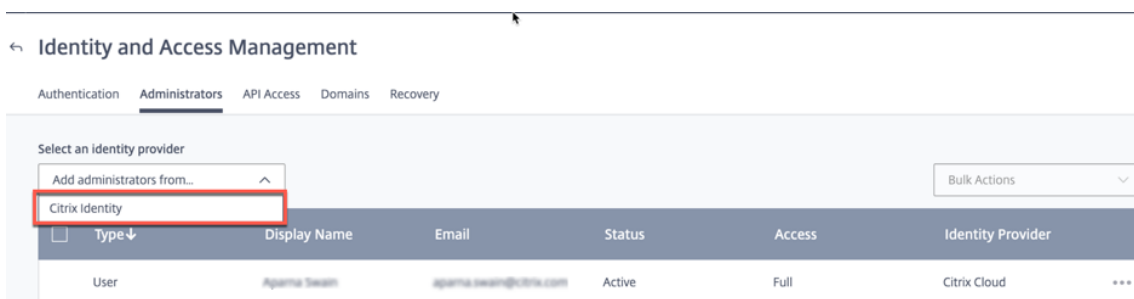 Identity and Access Management
Authentication Administrators API Access Domains Recovery
Select an identity provider
Add administrators from...
Bulk Actions
Citrix Identity
Type↓ Display Name Email Status Access Identity Provider
User Active Full Citrix Cloud